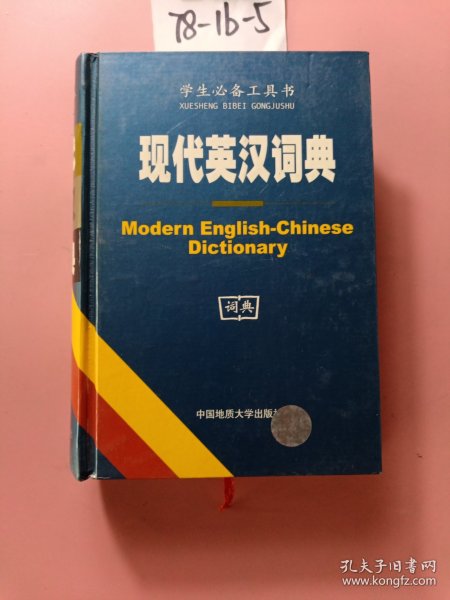 78-16-5
学生必备工具书
XUESHENG BIBEI GONGJUSHU
现代英汉词典
Modern English-Chinese
Dictionary
词典
中国地质大学出版
孔夫子旧书网
www.kongfz.com